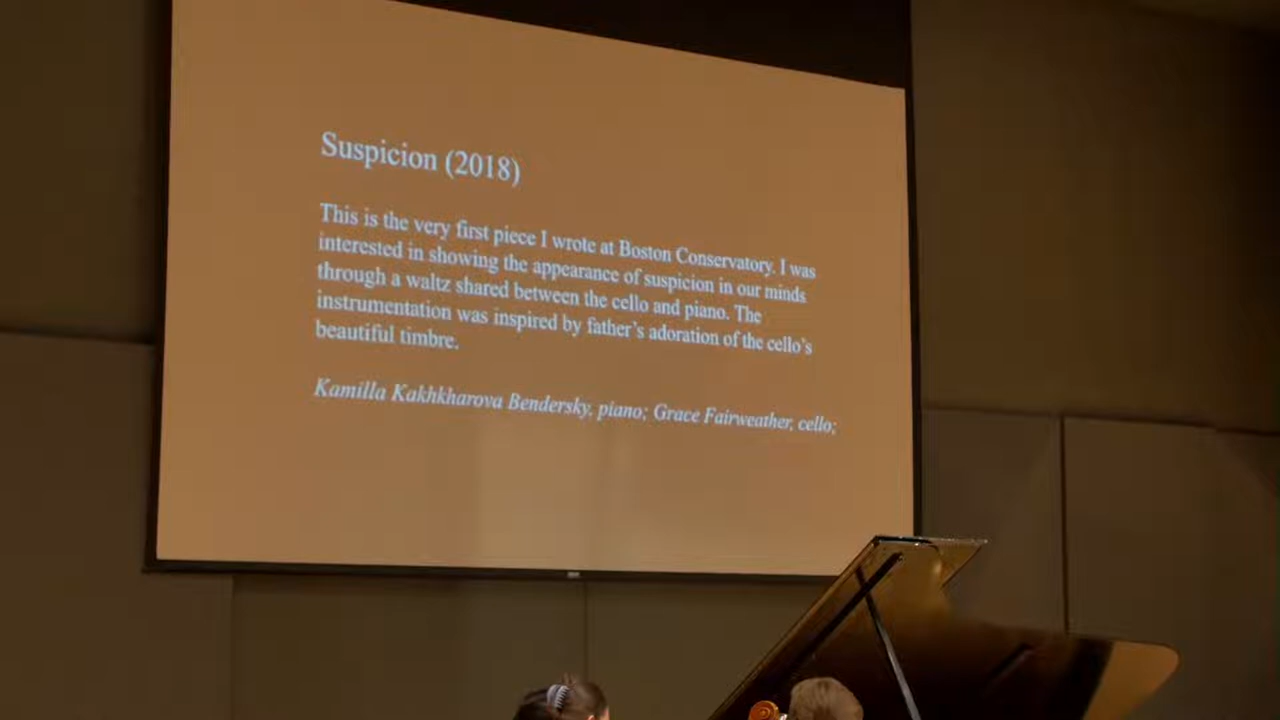 Suspicion (2018)
This is the very first piece I wrote at Boston Conservatory. I was
interested in showing the appearance of suspicion in our minds
through a waltz shared between the cello and piano. The
instrumentation was inspired by father's adoration of the cello's
beautiful timbre.
Kamilla Kakhkharova Bendersky, piano; Grace Fairweather, cello;